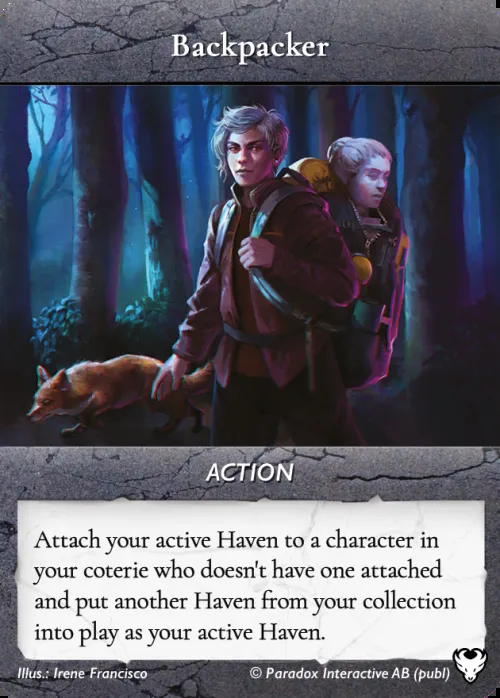 Backpacker
ACTION
Attach your active Haven to a character in
your coterie who doesn't have one attached
and put another Haven from your collection
into play as your active Haven.
Illus.: Irene Francisco © Paradox Interactive AB (publ)